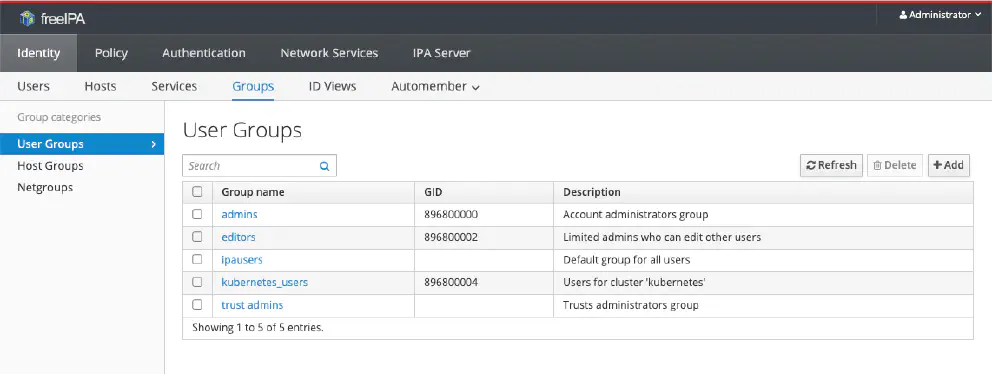 freeIPA Administrator
Identity Policy Authentication Network Services IPA Server
Users Hosts Services Groups ID Views Automember
Group categories
User Groups
Host Groups
Netgroups
User Groups
Search Refresh Delete Add
Group name GID Description
admins 896800000 Account administrators group
editors 896800002 Limited admins who can edit other users
ipausers Default group for all users
kubernetes_users 896800004 Users for cluster 'kubernetes'
trust admins Trusts administrators group
Showing 1 to 5 of 5 entries.